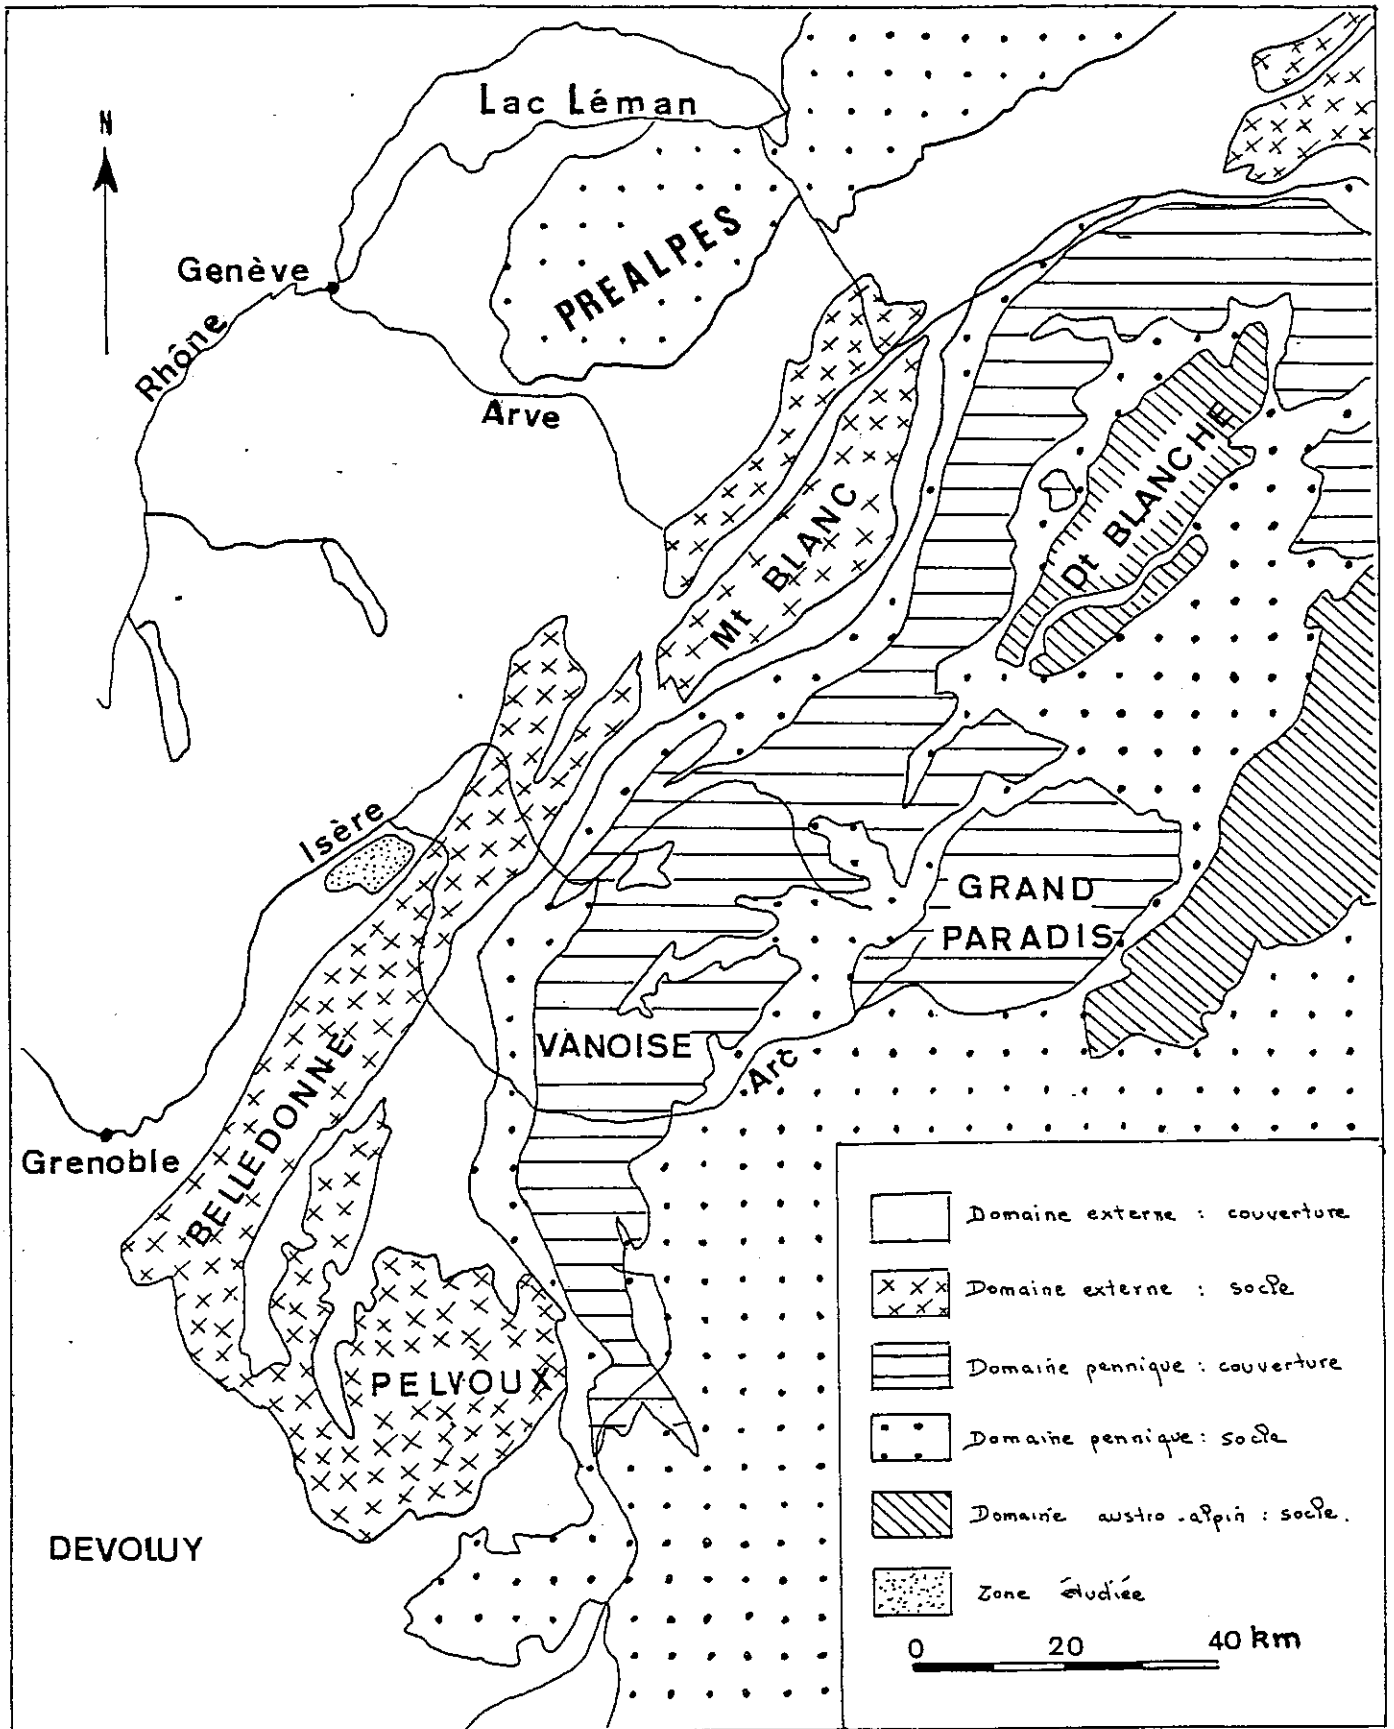 N
Lac Léman
Genève
Rhône
PREALPES
Arve
Mt BLANC
Dt BLANCHE
Isère
GRAND
PARADIS
VANOISE
Arc
BELLEDONNE
Grenoble
PELVOUX
DEVOLUY
Domaine externe : couverture
Domaine externe : socle
Domaine pennique : couverture
Domaine pennique : socle
Domaine austro-alpin : socle.
Zone étudiée
0 20 40 km